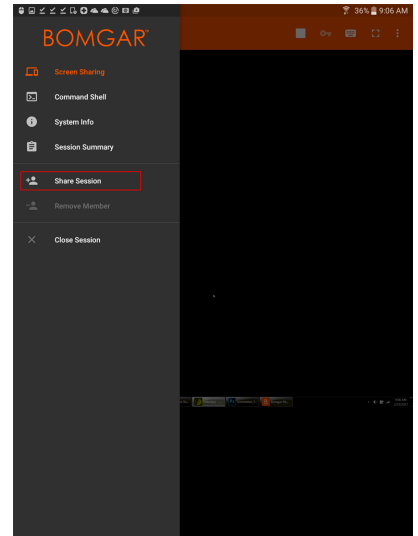 36% 9:06 AM
BOMGAR
Screen Sharing
Command Shell
System Info
Session Summary
Share Session
Remove Member
Close Session